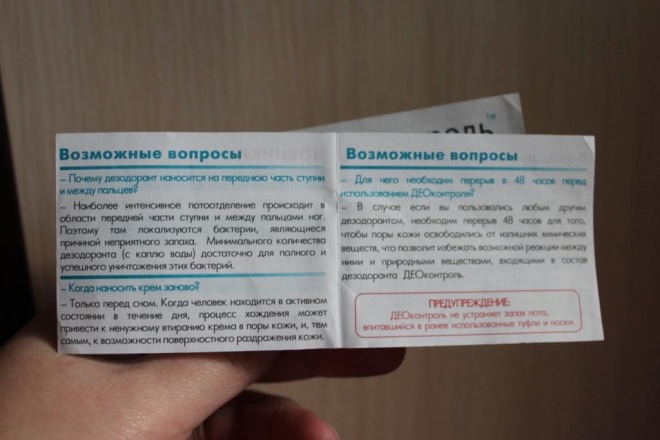 ТМ
Возможные вопросы
– Почему дезодорант наносится на переднюю часть ступни
и между пальцев?
– Наиболее интенсивное потоотделение происходит в
области передней части ступни и между пальцами ног.
Поэтому там локализуются бактерии, являющиеся
причиной неприятного запаха. Минимального количества
дезодоранта (с каплю воды) достаточно для полного и
успешного уничтожения этих бактерий.
– Когда наносить крем заново?
– Только перед сном. Когда человек находится в активном
состоянии в течение дня, процесс хождения может
привести к ненужному втиранию крема в поры кожи, и, тем
самым, к возможности поверхностного раздражения кожи.
Возможные вопросы
– Для чего необходим перерыв в 48 часов перед
использованием ДЕОконтроля?
– В случае если вы пользовались любым другим
дезодорантом, необходим перерыв 48 часов для того,
чтобы поры кожи освободились от излишних химических
веществ, что позволит избежать возможной реакции между
ними и природными веществами, входящими в состав
дезодоранта ДЕОконтроль.
ПРЕДУПРЕЖДЕНИЕ:
ДЕОконтроль не устраняет запах пота,
впитавшийся в ранее использованные туфли и носки.